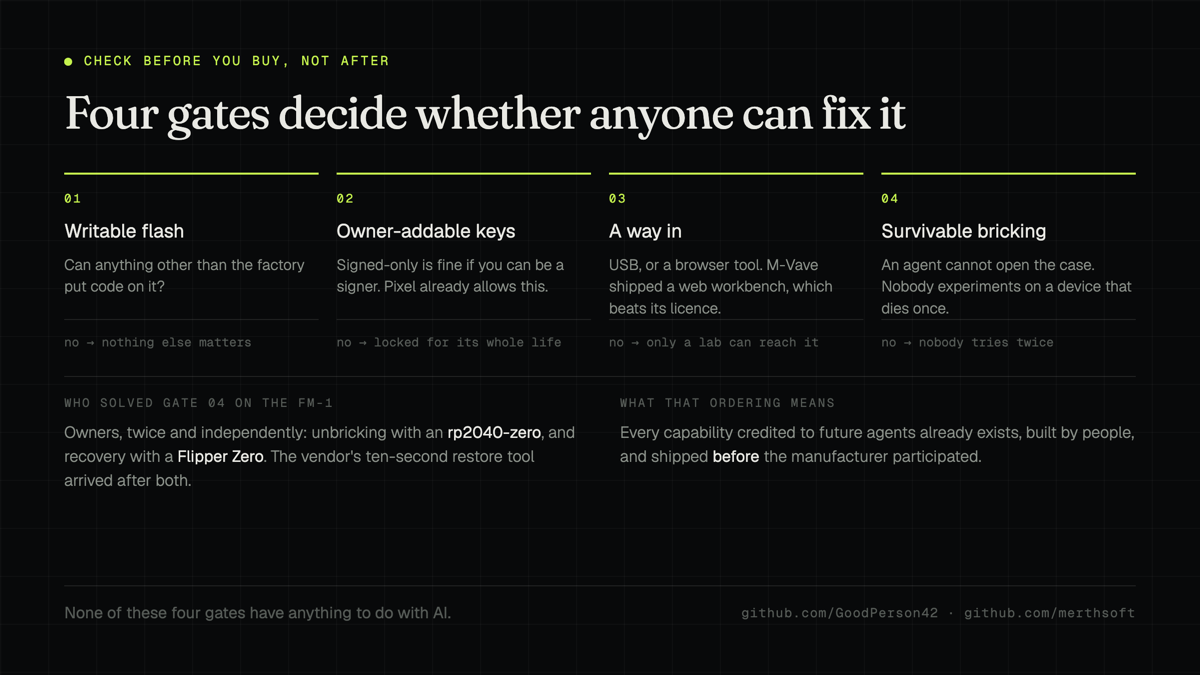 CHECK BEFORE YOU BUY, NOT AFTER
Four gates decide whether anyone can fix it
01
Writable flash
Can anything other than the factory
put code on it?
no → nothing else matters
02
Owner-addable keys
Signed-only is fine if you can be a
signer. Pixel already allows this.
no → locked for its whole life
03
A way in
USB, or a browser tool. M-Vave
shipped a web workbench, which
beats its licence.
no → only a lab can reach it
04
Survivable bricking
An agent cannot open the case.
Nobody experiments on a device that
dies once.
no → nobody tries twice
WHO SOLVED GATE 04 ON THE FM-1
Owners, twice and independently: unbricking with an rp2040-zero, and
recovery with a Flipper Zero. The vendor's ten-second restore tool
arrived after both.
WHAT THAT ORDERING MEANS
Every capability credited to future agents already exists, built by people,
and shipped before the manufacturer participated.
None of these four gates have anything to do with AI.
github.com/GoodPerson42 · github.com/merthsoft